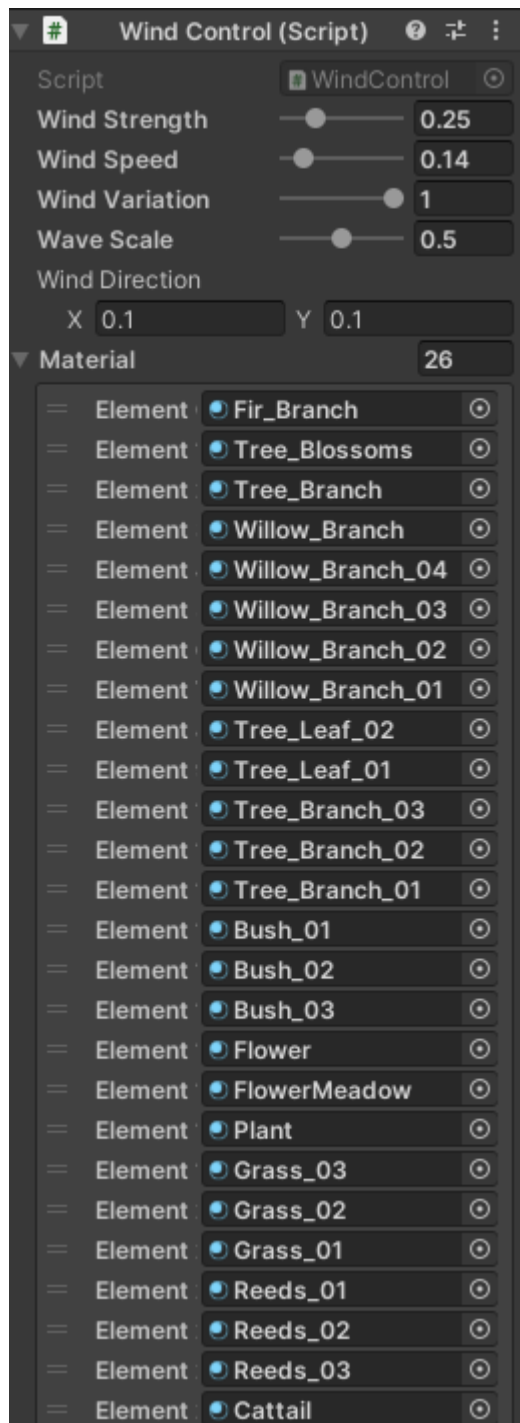 # Wind Control (Script)
Script WindControl
Wind Strength 0.25
Wind Speed 0.14
Wind Variation 1
Wave Scale 0.5
Wind Direction
X 0.1 Y 0.1
Material 26
Element Fir_Branch
Element Tree_Blossoms
Element Tree_Branch
Element Willow_Branch
Element Willow_Branch_04
Element Willow_Branch_03
Element Willow_Branch_02
Element Willow_Branch_01
Element Tree_Leaf_02
Element Tree_Leaf_01
Element Tree_Branch_03
Element Tree_Branch_02
Element Tree_Branch_01
Element Bush_01
Element Bush_02
Element Bush_03
Element Flower
Element FlowerMeadow
Element Plant
Element Grass_03
Element Grass_02
Element Grass_01
Element Reeds_01
Element Reeds_02
Element Reeds_03
Element Cattail